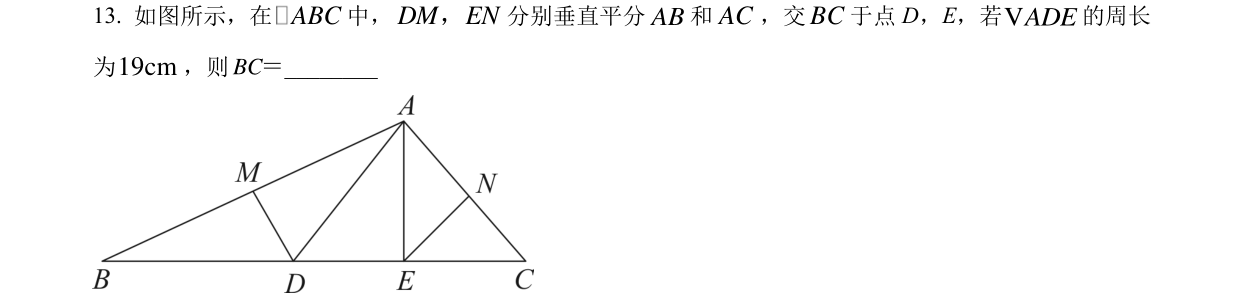 13. 如图所示，在□ABC中，DM，EN分别垂直平分AB和AC，交BC于点D，E，若VADE的周长
为19cm，则BC=_______
A
M
N
B
D
E
C